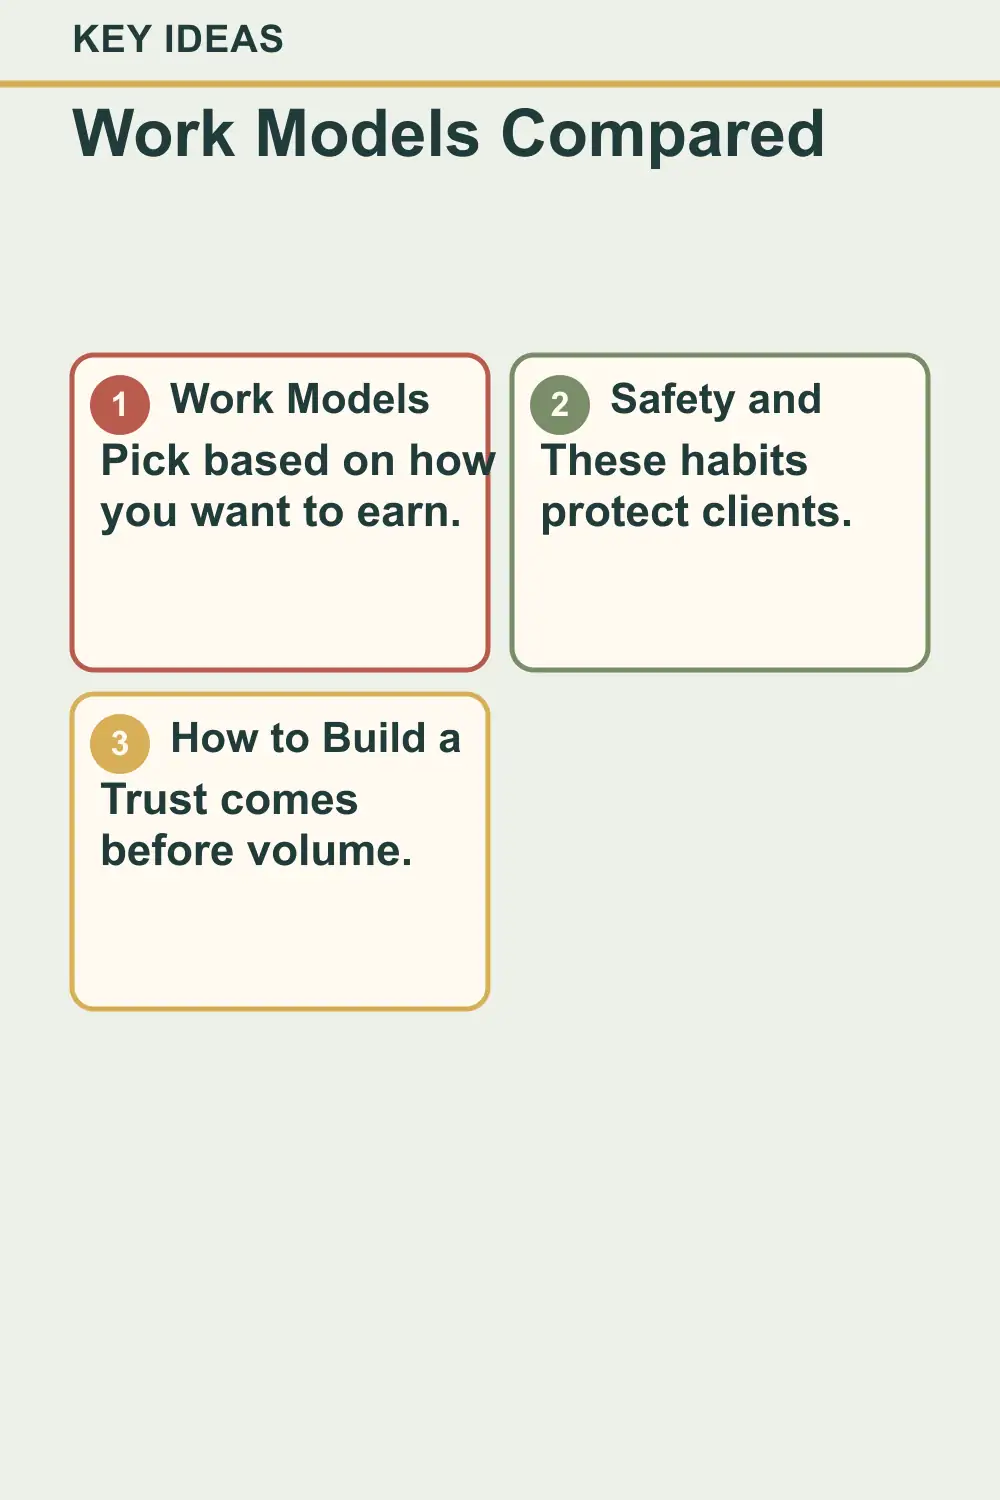 KEY IDEAS
Work Models Compared
1 Work Models
Pick based on how
you want to earn.
2 Safety and
These habits
protect clients.
3 How to Build a
Trust comes
before volume.